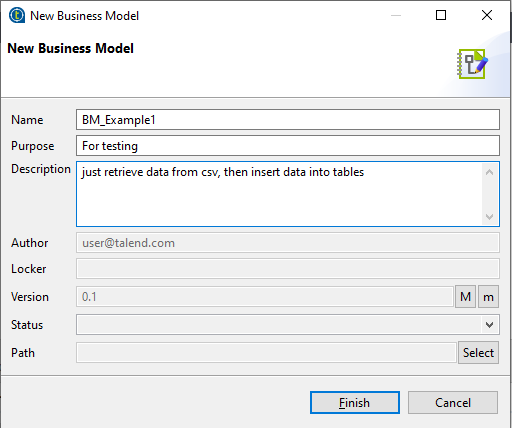 New Business Model
New Business Model
Name BM_Example1
Purpose For testing
Description just retrieve data from csv, then insert data into tables
Author user@talend.com
Locker
Version 0.1 M m
Status
Path Select
Finish Cancel